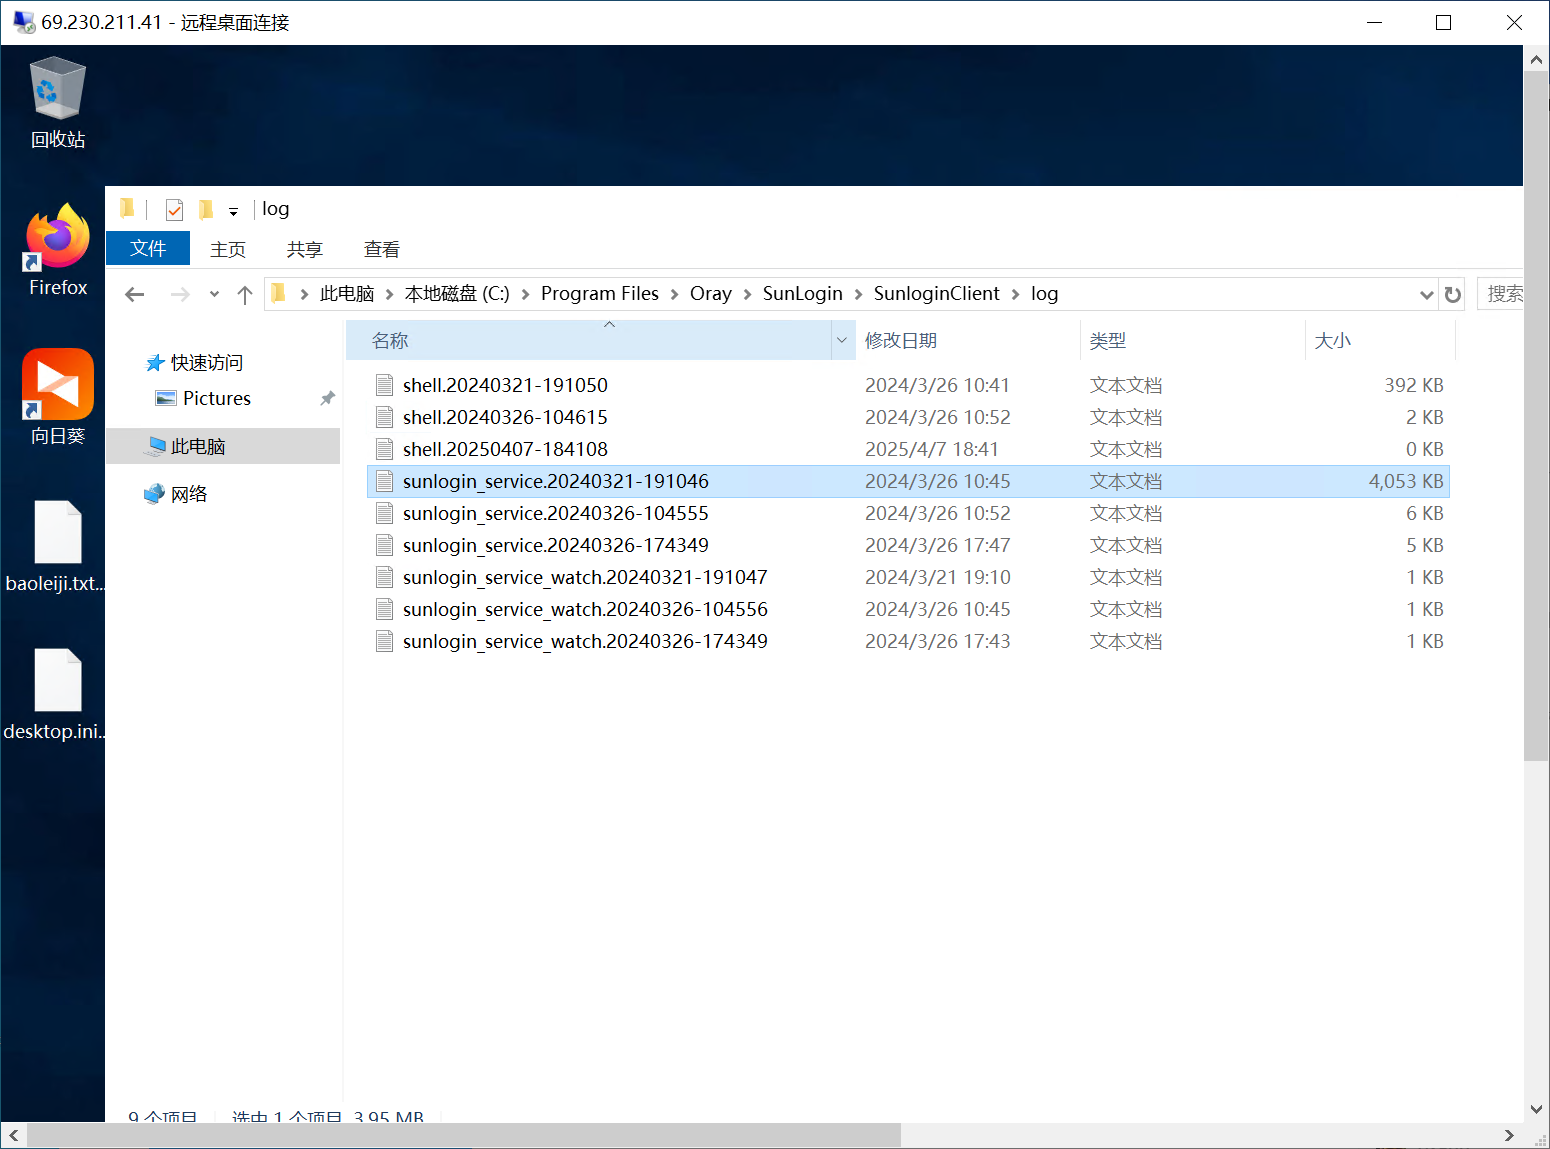 69.230.211.41 - 远程桌面连接
回收站
Firefox
向日葵
baoleiji.txt...
desktop.ini...
log
文件 主页 共享 查看
此电脑 本地磁盘 (C:) Program Files Oray SunLogin SunloginClient log 搜索
快速访问
Pictures
此电脑
网络
名称 修改日期 类型 大小
shell.20240321-191050 2024/3/26 10:41 文本文档 392 KB
shell.20240326-104615 2024/3/26 10:52 文本文档 2 KB
shell.20250407-184108 2025/4/7 18:41 文本文档 0 KB
sunlogin_service.20240321-191046 2024/3/26 10:45 文本文档 4,053 KB
sunlogin_service.20240326-104555 2024/3/26 10:52 文本文档 6 KB
sunlogin_service.20240326-174349 2024/3/26 17:47 文本文档 5 KB
sunlogin_service_watch.20240321-191047 2024/3/21 19:10 文本文档 1 KB
sunlogin_service_watch.20240326-104556 2024/3/26 10:45 文本文档 1 KB
sunlogin_service_watch.20240326-174349 2024/3/26 17:43 文本文档 1 KB
9 个项目 选中 1 个项目 3.95 MB